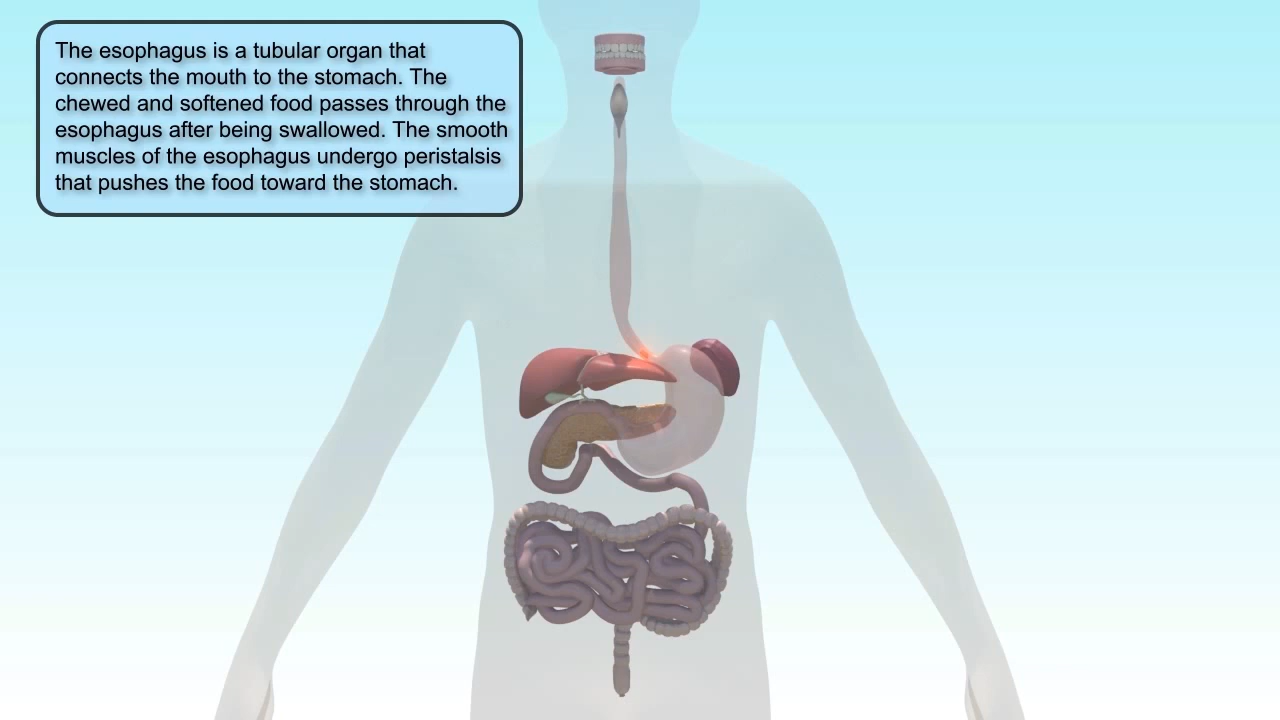 The esophagus is a tubular organ that
connects the mouth to the stomach. The
chewed and softened food passes through the
esophagus after being swallowed. The smooth
muscles of the esophagus undergo peristalsis
that pushes the food toward the stomach.